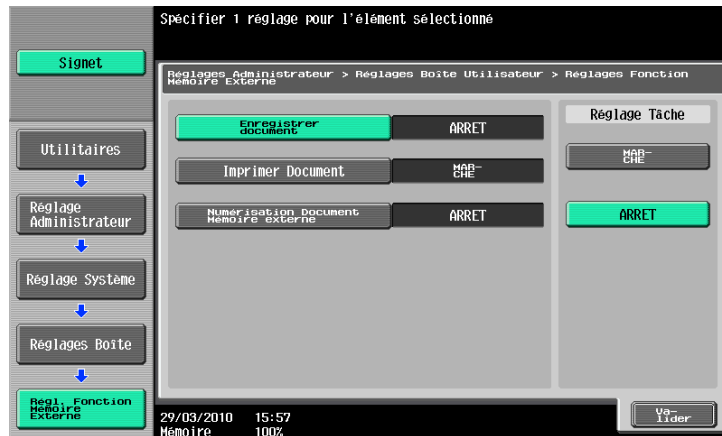 Spécifier 1 réglage pour l'élément sélectionné
Signet
Réglages Administrateur > Réglages Boîte Utilisateur > Réglages Fonction
Mémoire Externe
Utilitaires
Réglage
Administrateur
Réglage Système
Réglages Boîte
Régl. Fonction
Mémoire
Externe
Enregistrer
document
ARRET
Imprimer Document
MAR-
CHE
Numérisation Document
Mémoire externe
ARRET
Réglage Tâche
MAR-
CHE
ARRET
29/03/2010 15:57
Mémoire 100%
Va-
lider